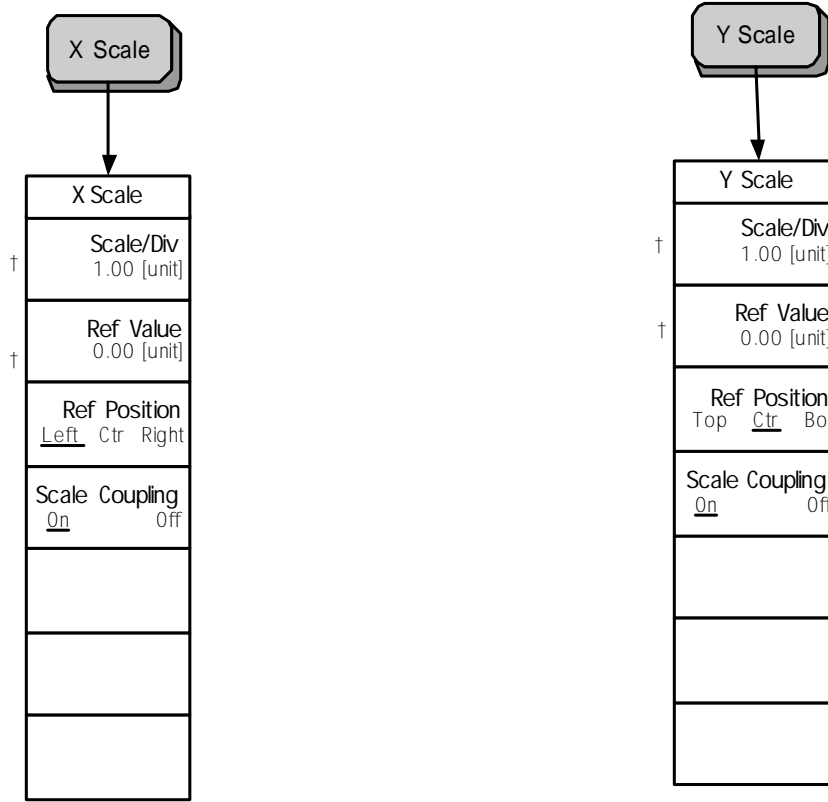 X Scale
X Scale
† Scale/Div
1.00 [unit]
† Ref Value
0.00 [unit]
Ref Position
Left Ctr Right
Scale Coupling
On Off
Y Scale
Y Scale
† Scale/Div
1.00 [unit]
† Ref Value
0.00 [unit]
Ref Position
Top Ctr Bo
Scale Coupling
On Off